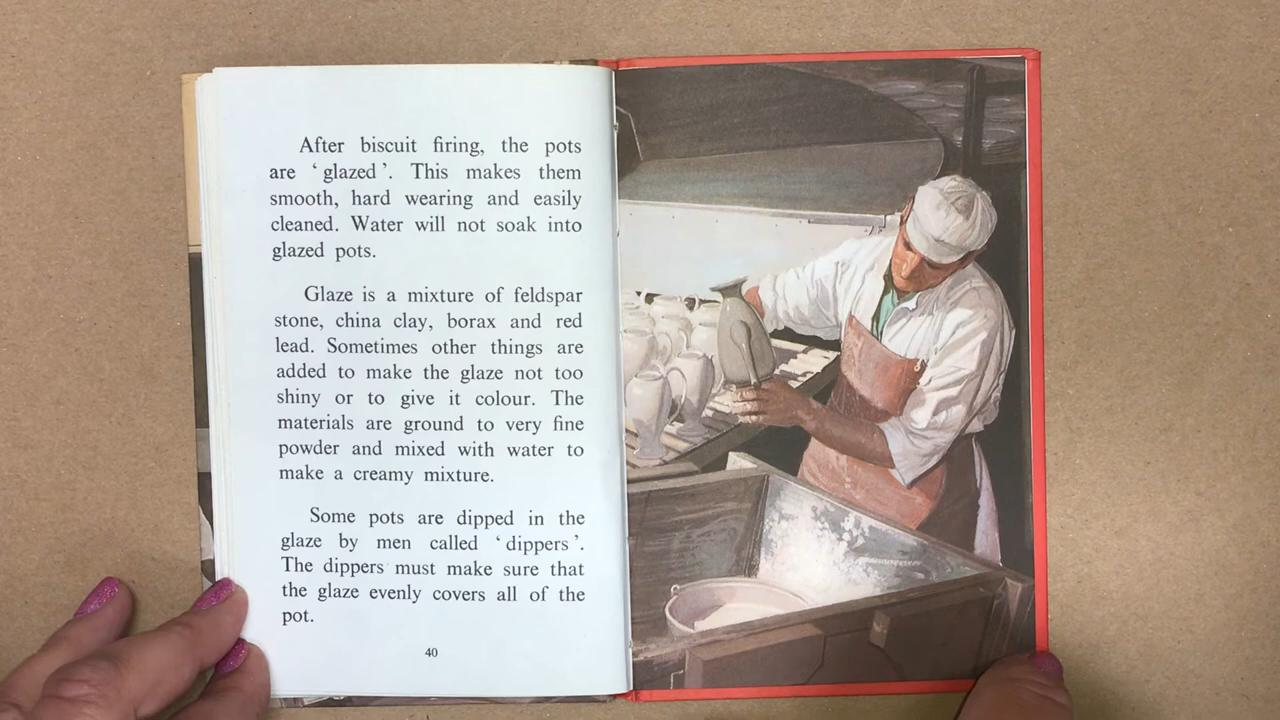 After biscuit firing, the pots
are ‘glazed’. This makes them
smooth, hard wearing and easily
cleaned. Water will not soak into
glazed pots.
Glaze is a mixture of feldspar
stone, china clay, borax and red
lead. Sometimes other things are
added to make the glaze not too
shiny or to give it colour. The
materials are ground to very fine
powder and mixed with water to
make a creamy mixture.
Some pots are dipped in the
glaze by men called ‘dippers’.
The dippers must make sure that
the glaze evenly covers all of the
pot.
40